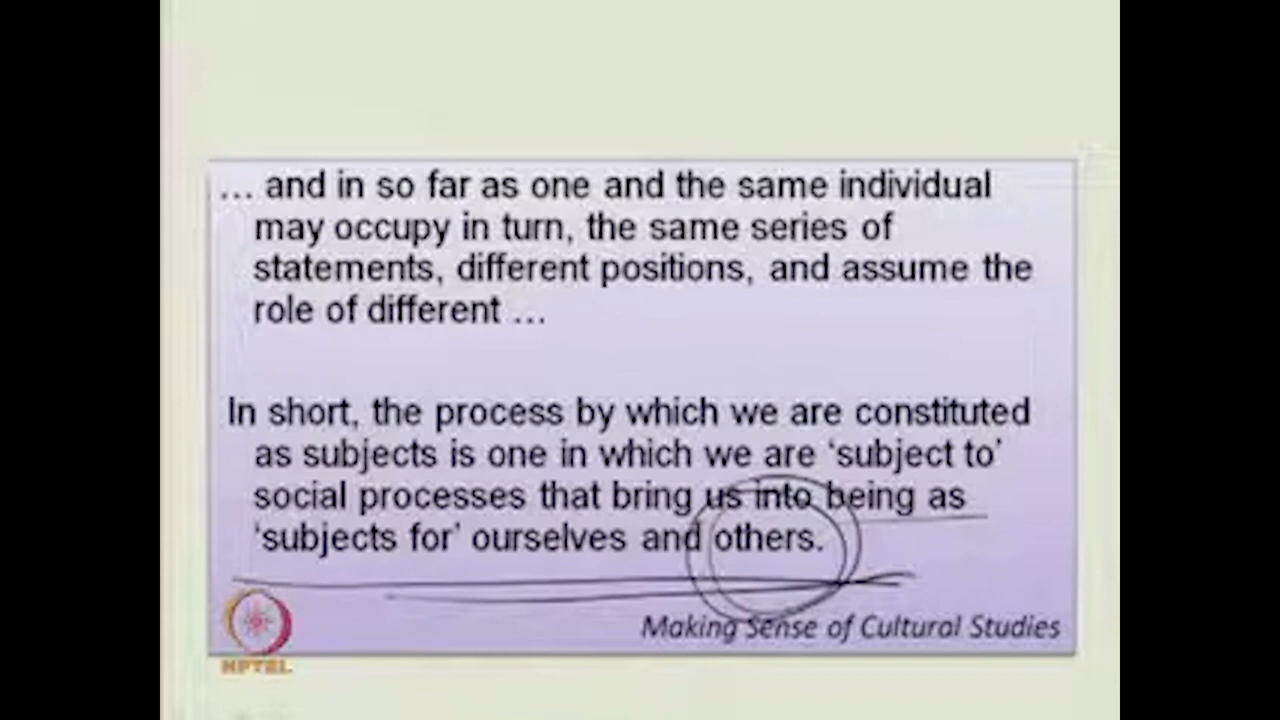 ... and in so far as one and the same individual
may occupy in turn, the same series of
statements, different positions, and assume the
role of different ...
In short, the process by which we are constituted
as subjects is one in which we are ‘subject to’
social processes that bring us into being as
‘subjects for’ ourselves and others.
Making Sense of Cultural Studies
NPTEL